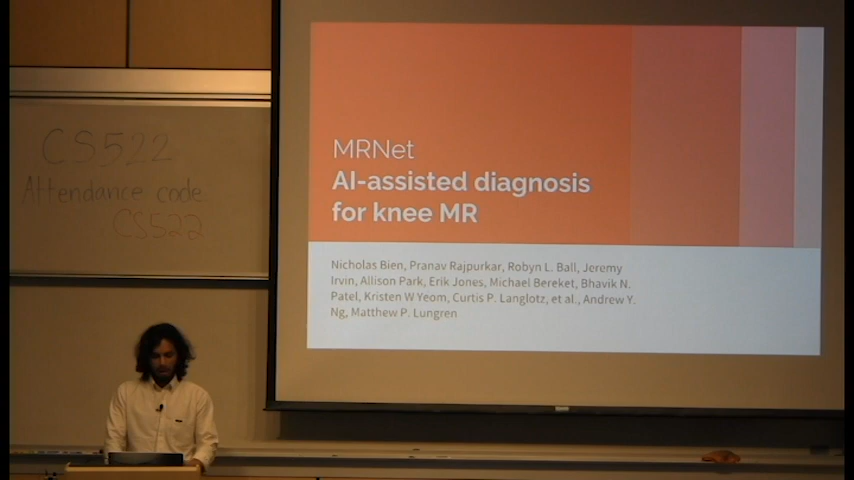 CS522
Attendance code
CS522
MRNet
AI-assisted diagnosis
for knee MR
Nicholas Bien, Pranav Rajpurkar, Robyn L. Ball, Jeremy
Irvin, Allison Park, Erik Jones, Michael Bereket, Bhavik N.
Patel, Kristen W Yeom, Curtis P. Langlotz, et al., Andrew Y.
Ng, Matthew P. Lungren